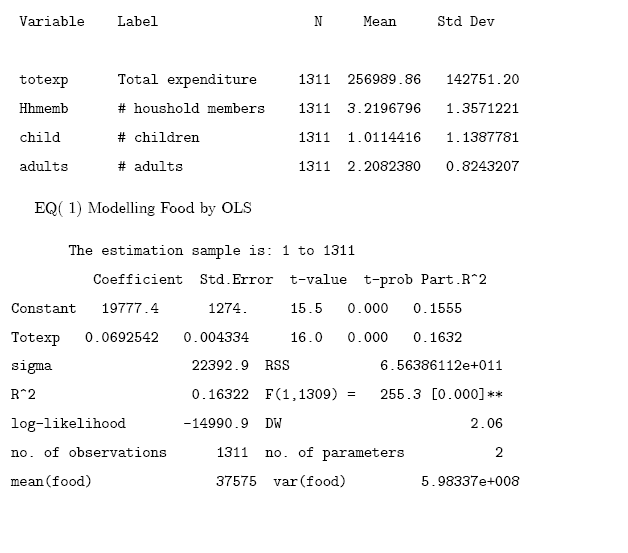 Variable Label N Mean Std Dev
totexp Total expenditure 1311 256989.86 142751.20
Hhmemb # houshold members 1311 3.2196796 1.3571221
child # children 1311 1.0114416 1.1387781
adults # adults 1311 2.2082380 0.8243207
EQ( 1) Modelling Food by OLS
The estimation sample is: 1 to 1311
Coefficient Std.Error t-value t-prob Part.R^2
Constant 19777.4 1274. 15.5 0.000 0.1555
Totexp 0.0692542 0.004334 16.0 0.000 0.1632
sigma 22392.9 RSS 6.56386112e+011
R^2 0.16322 F(1,1309) = 255.3 [0.000]**
log-likelihood -14990.9 DW 2.06
no. of observations 1311 no. of parameters 2
mean(food) 37575 var(food) 5.98337e+008